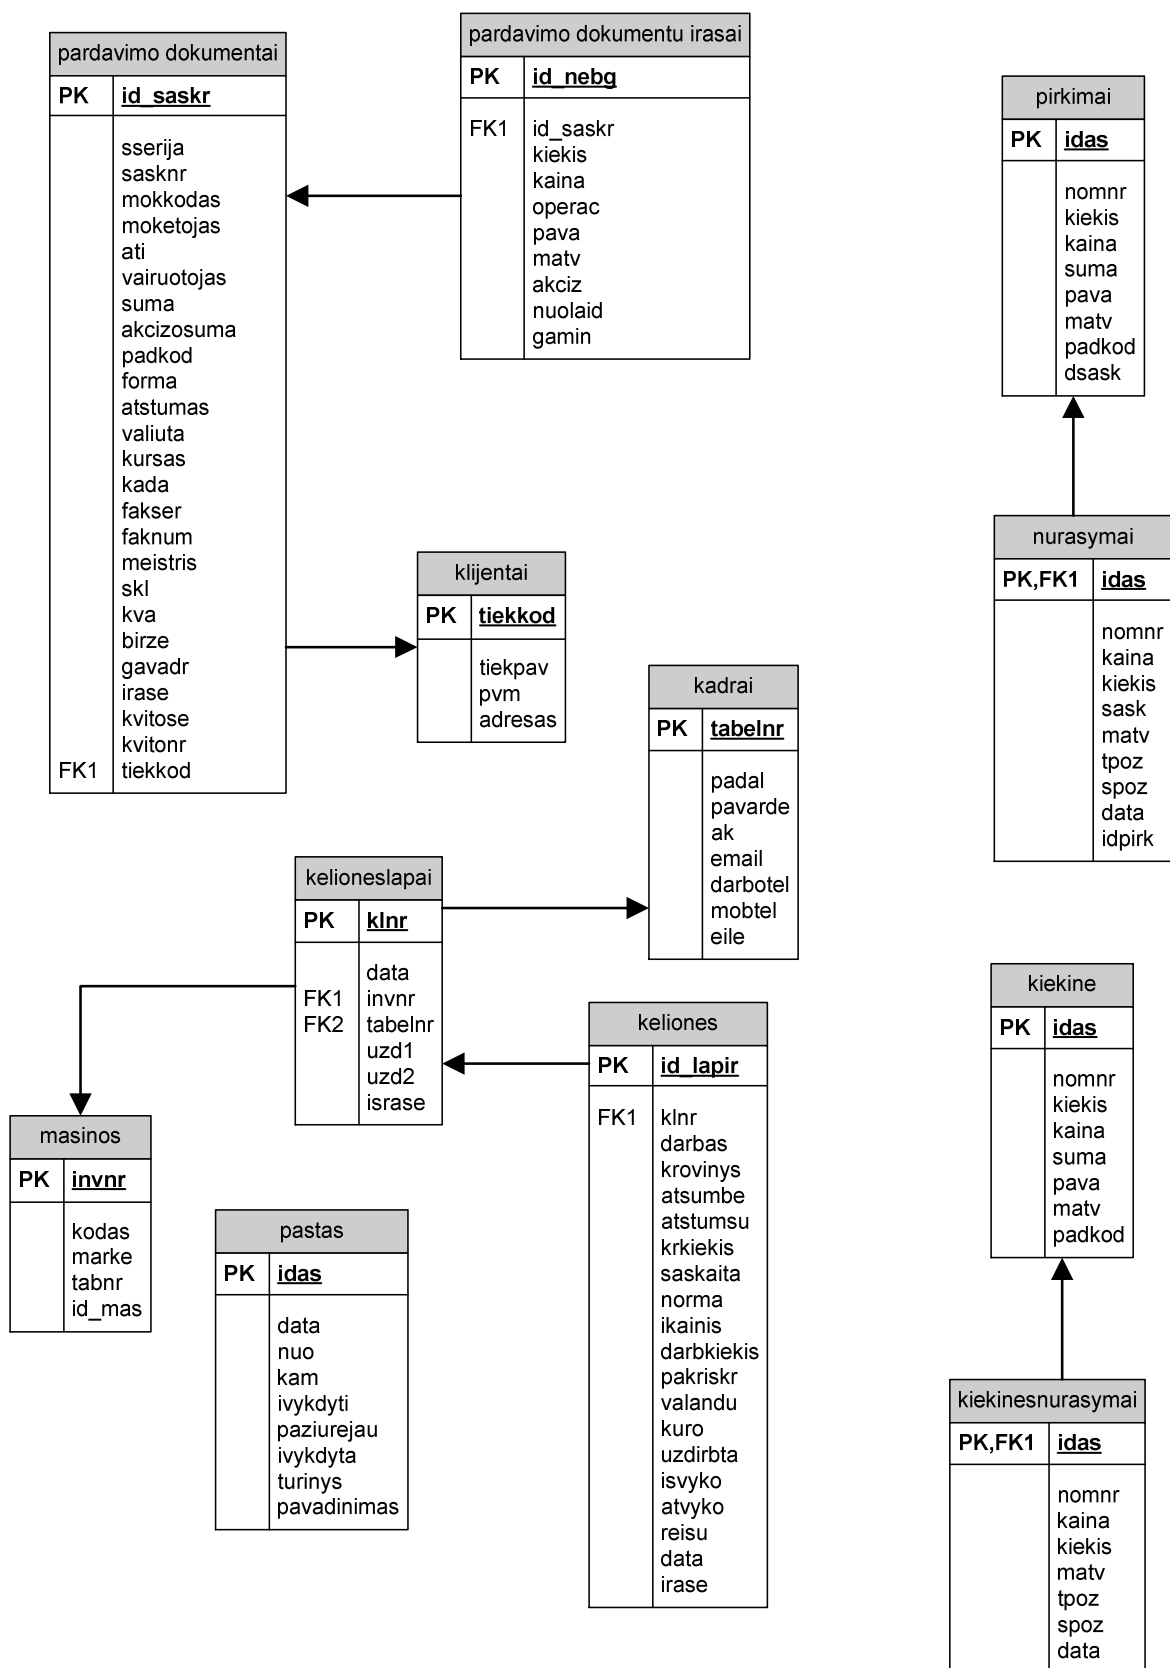 pardavimo dokumentai
PK id_saskr
sserija
sasknr
mokkodas
moketojas
ati
vairuotojas
suma
akcizosuma
padkod
forma
atstumas
valiuta
kursas
kada
fakser
faknum
meistris
skl
kva
birze
gavadr
irase
kvitose
kvitonr
FK1 tiekkod
pardavimo dokumentu irasai
PK id_nebg
FK1 id_saskr
kiekis
kaina
operac
pava
matv
akciz
nuolaid
gamin
pirkimai
PK idas
nomnr
kiekis
kaina
suma
pava
matv
padkod
dsask
nurasymai
PK,FK1 idas
nomnr
kaina
kiekis
sask
matv
tpoz
spoz
data
idpirk
klijentai
PK tiekkod
tiekpav
pvm
adresas
kadrai
PK tabelnr
padal
pavarde
ak
email
darbotel
mobtel
eile
kelioneslapai
PK klnr
data
FK1 invnr
FK2 tabelnr
uzd1
uzd2
israse
keliones
PK id_lapir
FK1 klnr
darbas
krovinys
atsumbe
atstumsu
krkiekis
saskaita
norma
ikainis
darbkiekis
pakriskr
valandu
kuro
uzdirbta
isvyko
atvyko
reisu
data
irase
masinos
PK invnr
kodas
marke
tabnr
id_mas
pastas
PK idas
data
nuo
kam
ivykdyti
paziurejau
ivykdyta
turinys
pavadinimas
kiekine
PK idas
nomnr
kiekis
kaina
suma
pava
matv
padkod
kiekinesnurasymai
PK,FK1 idas
nomnr
kaina
kiekis
matv
tpoz
spoz
data